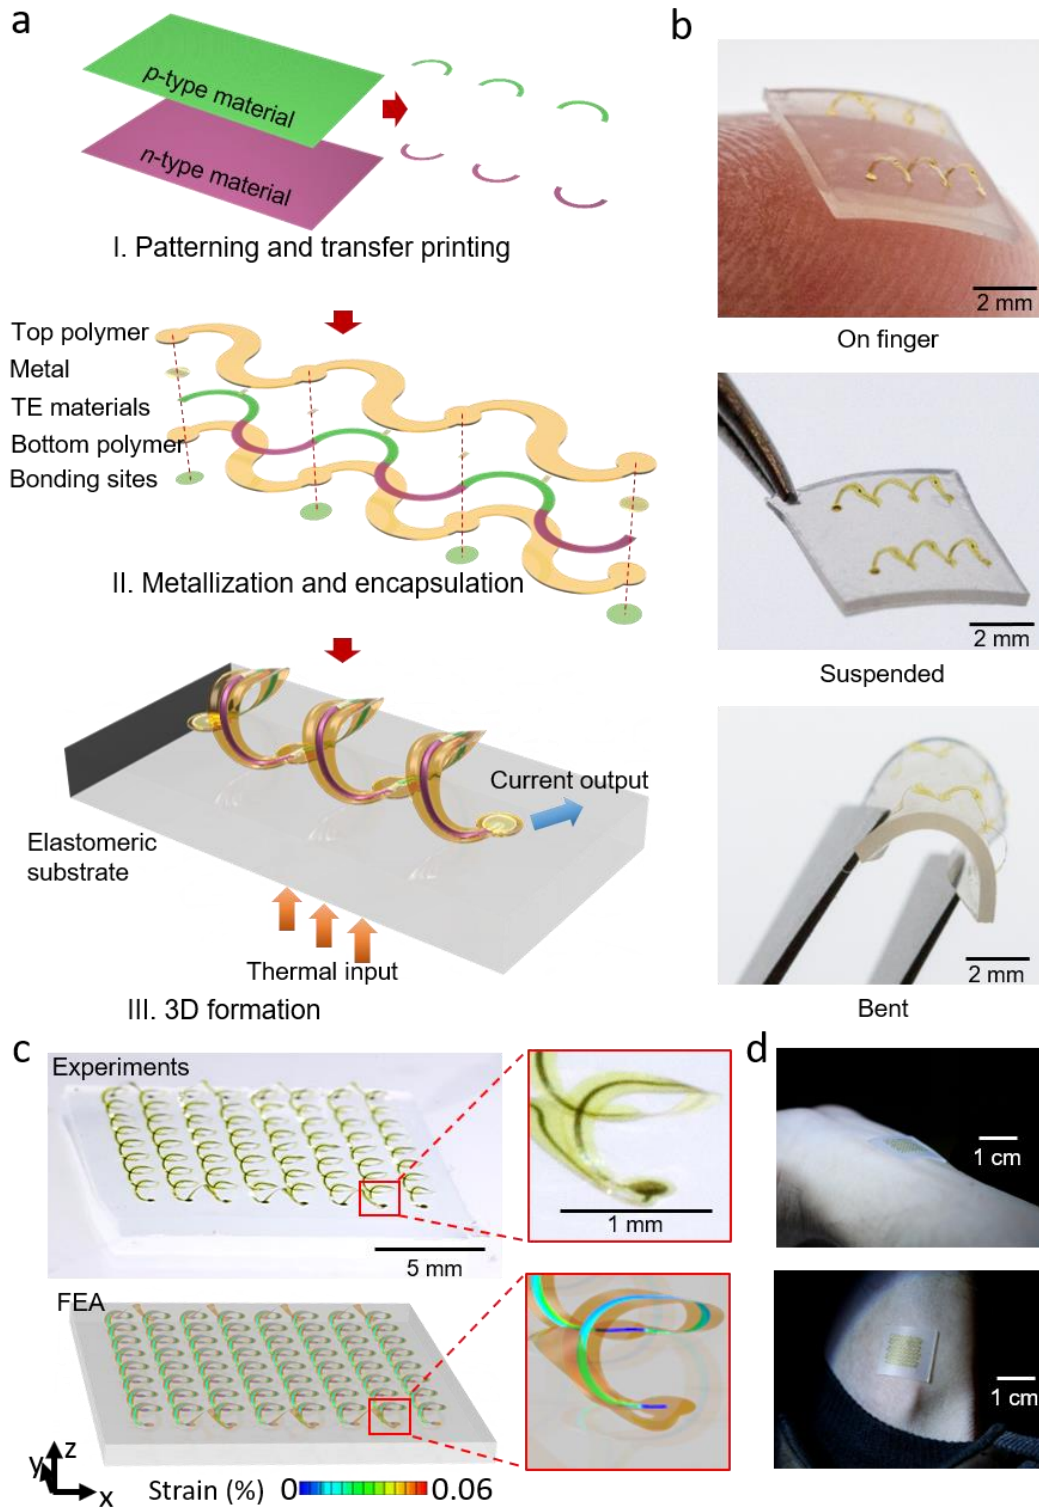 a
p-type material
n-type material
I. Patterning and transfer printing
Top polymer
Metal
TE materials
Bottom polymer
Bonding sites
II. Metallization and encapsulation
Current output
Elastomeric
substrate
Thermal input
III. 3D formation
b
2 mm
On finger
2 mm
Suspended
2 mm
Bent
c
Experiments
5 mm
1 mm
FEA
z
y
x
Strain (%) 0 0.06
d
1 cm
1 cm